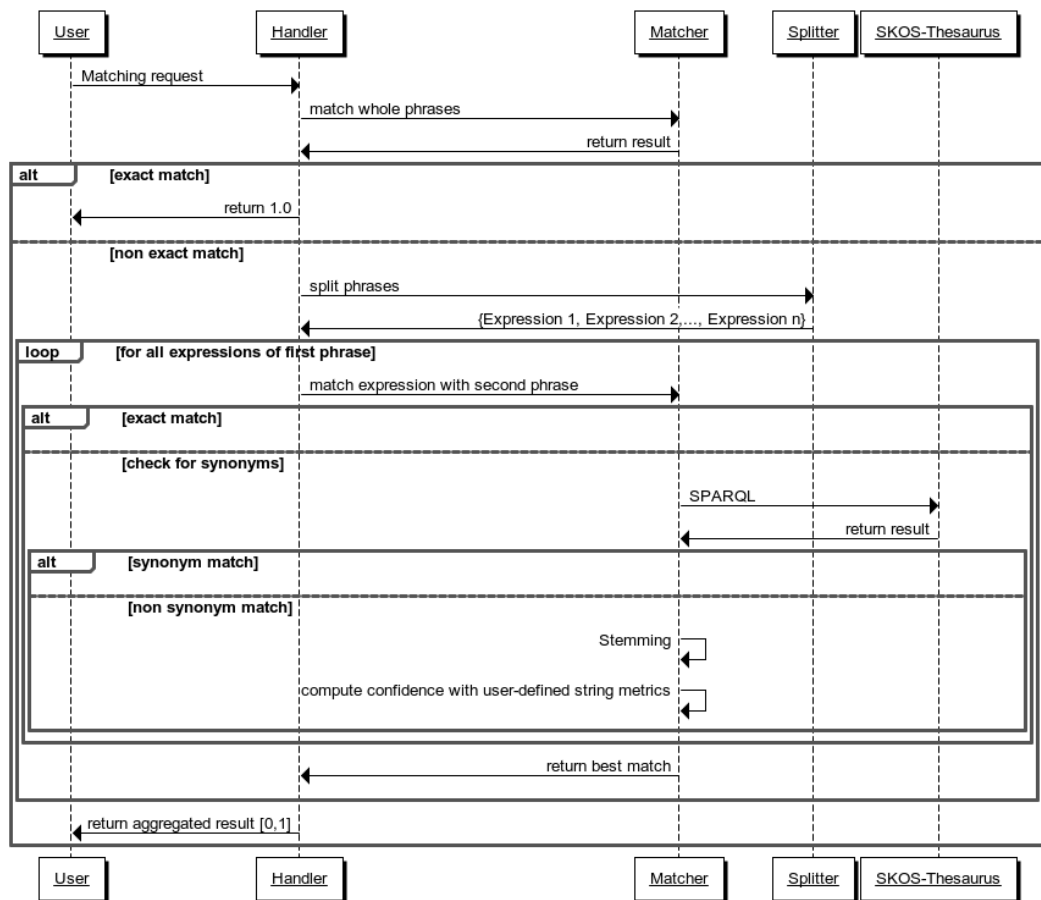 User Handler Matcher Splitter SKOS-Thesaurus
Matching request
match whole phrases
return result
alt [exact match]
return 1.0
[non exact match]
split phrases
{Expression 1, Expression 2,..., Expression n}
loop [for all expressions of first phrase]
match expression with second phrase
alt [exact match]
[check for synonyms]
SPARQL
return result
alt [synonym match]
[non synonym match]
Stemming
compute confidence with user-defined string metrics
return best match
return aggregated result [0,1]
User Handler Matcher Splitter SKOS-Thesaurus